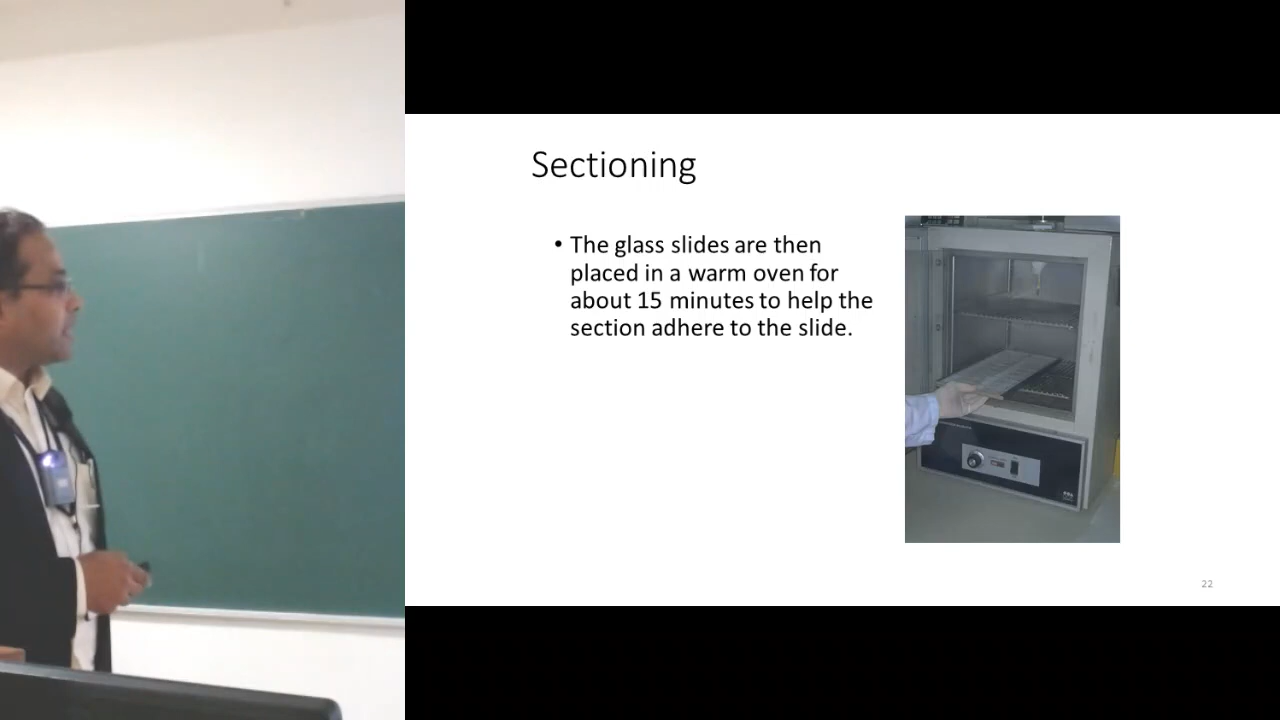 Sectioning
• The glass slides are then
placed in a warm oven for
about 15 minutes to help the
section adhere to the slide.
22